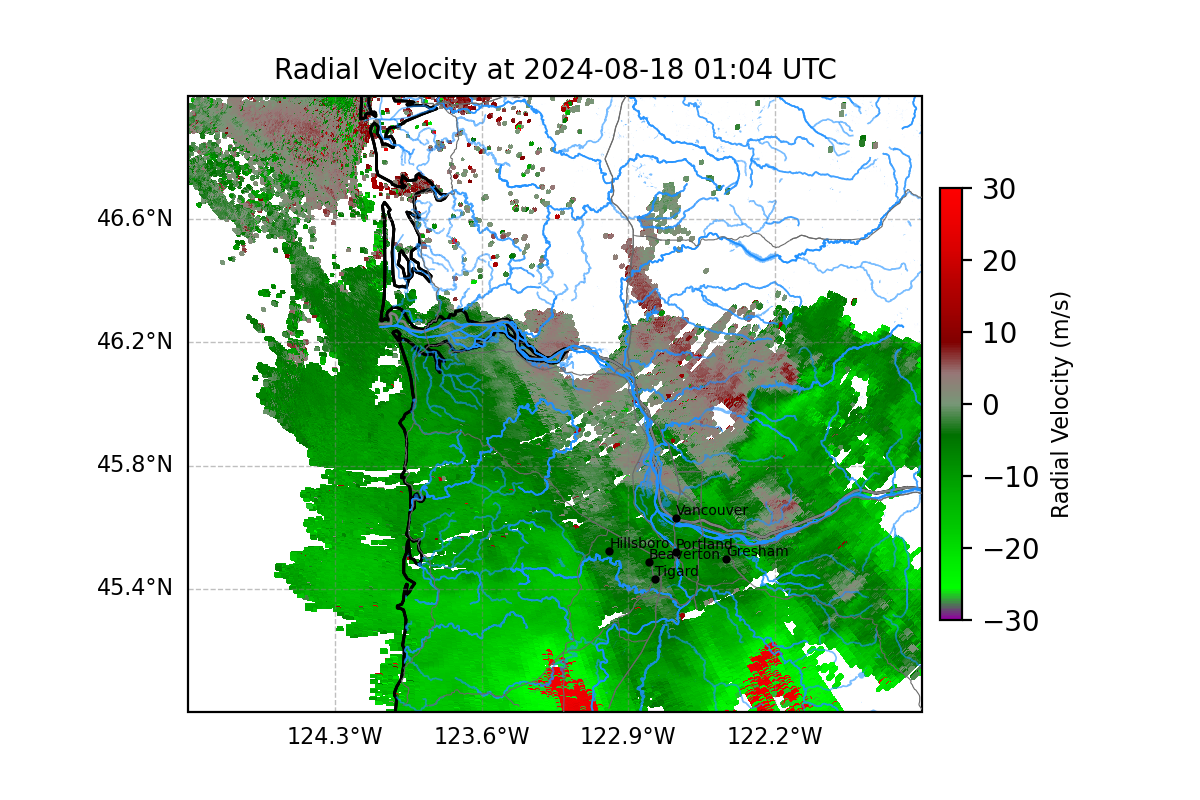 Radial Velocity at 2024-08-18 01:04 UTC
46.6°N
46.2°N
45.8°N
45.4°N
124.3°W
123.6°W
122.9°W
122.2°W
Vancouver
Hillsboro
Portland
Beaverton
Gresham
Tigard
30
20
10
0
−10
−20
−30
Radial Velocity (m/s)